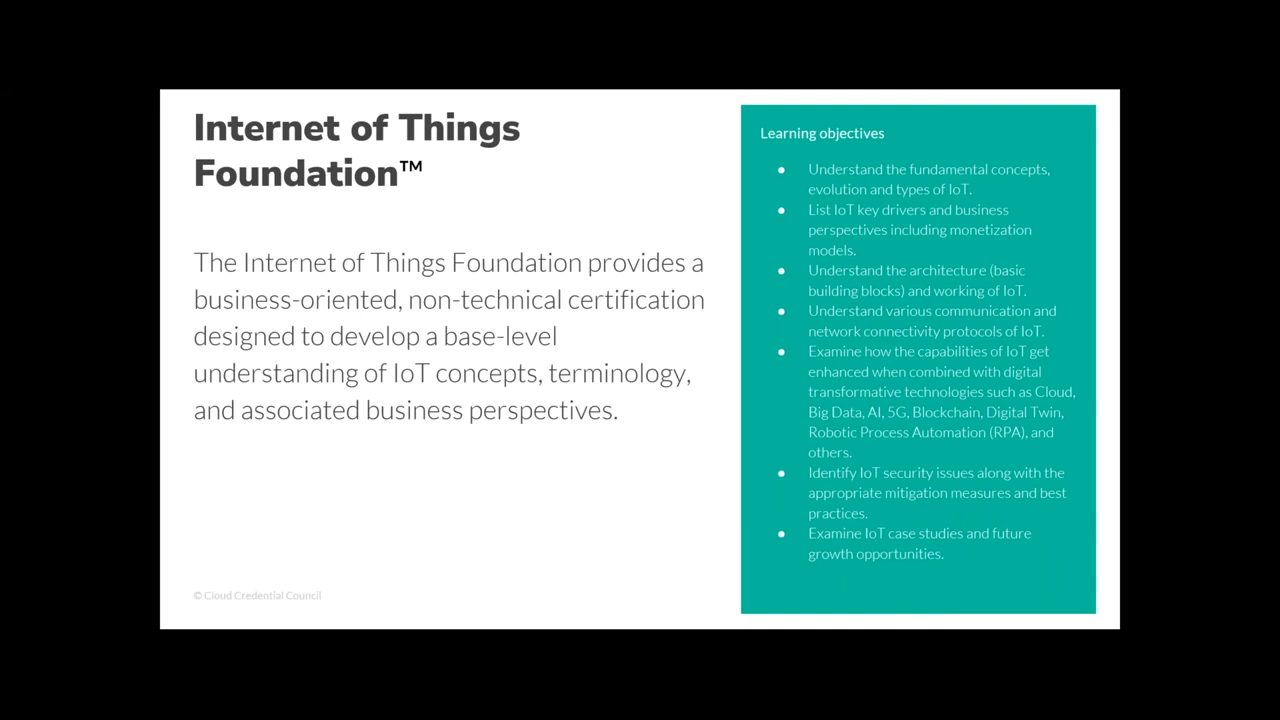 Internet of Things
Foundation™
The Internet of Things Foundation provides a
business-oriented, non-technical certification
designed to develop a base-level
understanding of IoT concepts, terminology,
and associated business perspectives.
© Cloud Credential Council
Learning objectives
● Understand the fundamental concepts,
evolution and types of IoT.
● List IoT key drivers and business
perspectives including monetization
models.
● Understand the architecture (basic
building blocks) and working of IoT.
● Understand various communication and
network connectivity protocols of IoT.
● Examine how the capabilities of IoT get
enhanced when combined with digital
transformative technologies such as Cloud,
Big Data, AI, 5G, Blockchain, Digital Twin,
Robotic Process Automation (RPA), and
others.
● Identify IoT security issues along with the
appropriate mitigation measures and best
practices.
● Examine IoT case studies and future
growth opportunities.